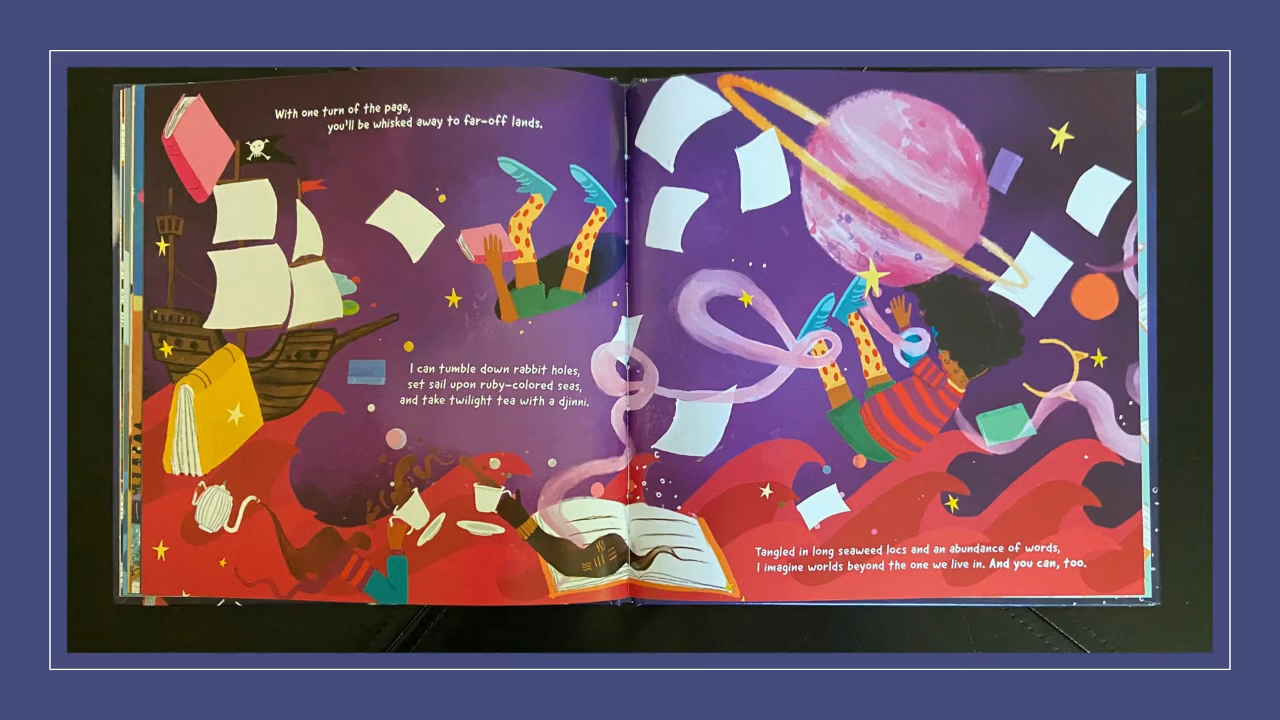 With one turn of the page,
you'll be whisked away to far-off lands.
I can tumble down rabbit holes,
set sail upon ruby-colored seas,
and take twilight tea with a djinni.
Tangled in long seaweed locs and an abundance of words,
I imagine worlds beyond the one we live in. And you can, too.